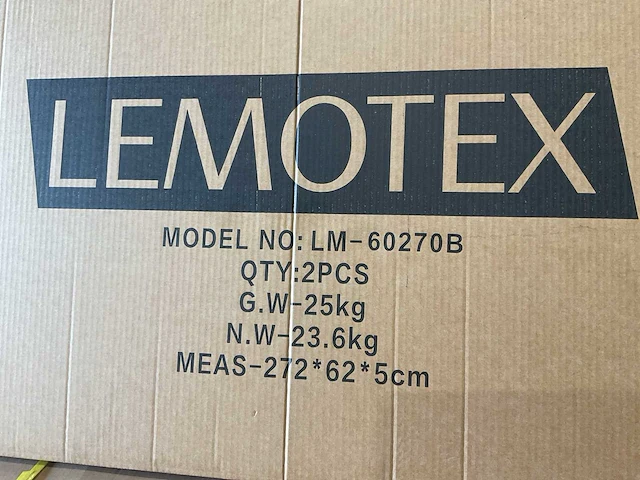 LEMOTEX
MODEL NO: LM-60270B
QTY:2PCS
G.W-25kg
N.W-23.6kg
MEAS-272*62*5cm